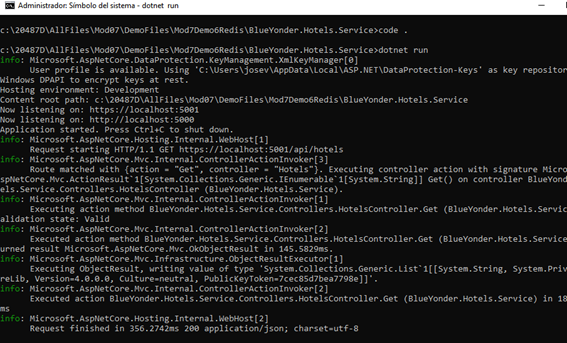 Administrador: Símbolo del sistema - dotnet run
c:\20487D\AllFiles\Mod07\DemoFiles\Mod7Demo6Redis\BlueYonder.Hotels.Service>code .
c:\20487D\AllFiles\Mod07\DemoFiles\Mod7Demo6Redis\BlueYonder.Hotels.Service>dotnet run
info: Microsoft.AspNetCore.DataProtection.KeyManagement.XmlKeyManager[0]
User profile is available. Using 'C:\Users\josev\AppData\Local\ASP.NET\DataProtection-Keys' as key repositor
Windows DPAPI to encrypt keys at rest.
Hosting environment: Development
Content root path: c:\20487D\AllFiles\Mod07\DemoFiles\Mod7Demo6Redis\BlueYonder.Hotels.Service
Now listening on: https://localhost:5001
Now listening on: http://localhost:5000
Application started. Press Ctrl+C to shut down.
info: Microsoft.AspNetCore.Hosting.Internal.WebHost[1]
Request starting HTTP/1.1 GET https://localhost:5001/api/hotels
info: Microsoft.AspNetCore.Mvc.Internal.ControllerActionInvoker[3]
Route matched with {action = "Get", controller = "Hotels"}. Executing controller action with signature Micro
spNetCore.Mvc.ActionResult`1[System.Collections.Generic.IEnumerable`1[System.String]] Get() on controller BlueYond
els.Service.Controllers.HotelsController (BlueYonder.Hotels.Service).
info: Microsoft.AspNetCore.Mvc.Internal.ControllerActionInvoker[1]
Executing action method BlueYonder.Hotels.Service.Controllers.HotelsController.Get (BlueYonder.Hotels.Servic
alidation state: Valid
info: Microsoft.AspNetCore.Mvc.Internal.ControllerActionInvoker[2]
Executed action method BlueYonder.Hotels.Service.Controllers.HotelsController.Get (BlueYonder.Hotels.Service
urned result Microsoft.AspNetCore.Mvc.OkObjectResult in 145.5829ms.
info: Microsoft.AspNetCore.Mvc.Infrastructure.ObjectResultExecutor[1]
Executing ObjectResult, writing value of type 'System.Collections.Generic.List`1[[System.String, System.Priv
reLib, Version=4.0.0.0, Culture=neutral, PublicKeyToken=7cec85d7bea7798e]]'.
info: Microsoft.AspNetCore.Mvc.Internal.ControllerActionInvoker[2]
Executed action BlueYonder.Hotels.Service.Controllers.HotelsController.Get (BlueYonder.Hotels.Service) in 18
ms
info: Microsoft.AspNetCore.Hosting.Internal.WebHost[2]
Request finished in 356.2742ms 200 application/json; charset=utf-8